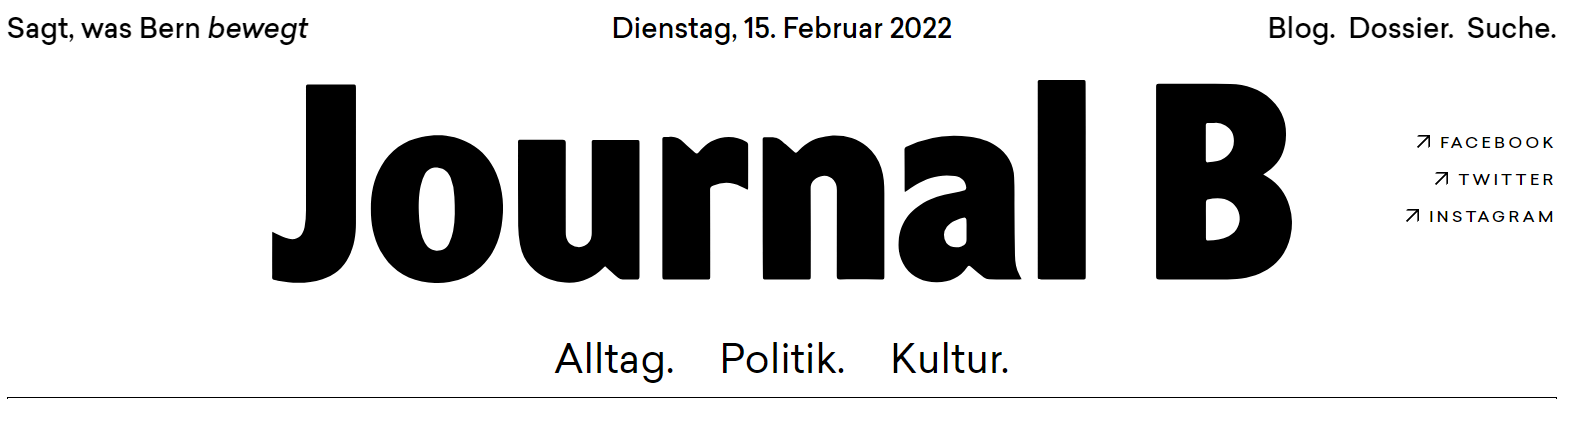 Sagt, was Bern bewegt
Dienstag, 15. Februar 2022
Blog. Dossier. Suche.
Journal B
FACEBOOK
TWITTER
INSTAGRAM
Alltag. Politik. Kultur.